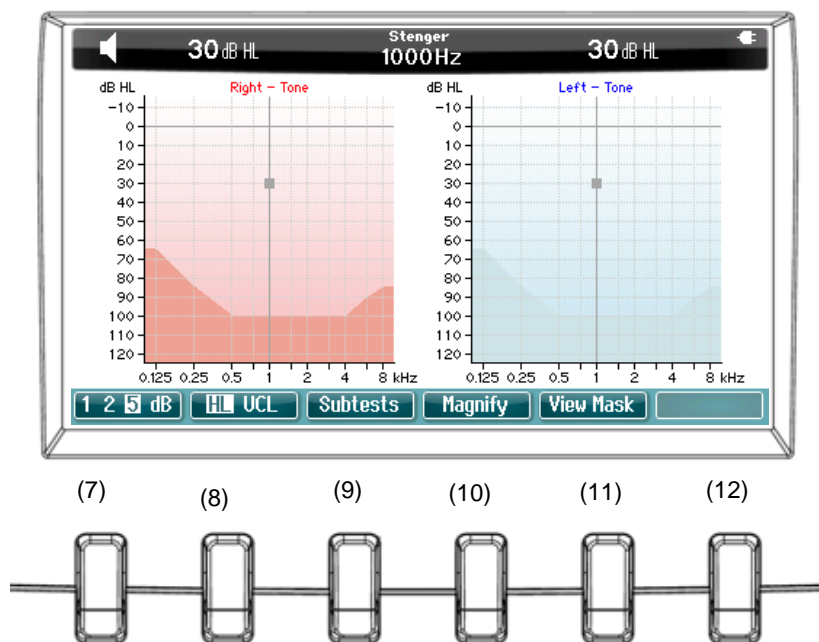 30 dB HL Stenger 30 dB HL
1000Hz
dB HL Right - Tone dB HL Left - Tone
-10 -10
0 0
10 10
20 20
30 30
40 40
50 50
60 60
70 70
80 80
90 90
100 100
110 110
120 120
0.125 0.25 0.5 1 2 4 8 kHz 0.125 0.25 0.5 1 2 4 8 kHz
1 2 5 dB HL UCL Subtests Magnify View Mask
(7) (8) (9) (10) (11) (12)